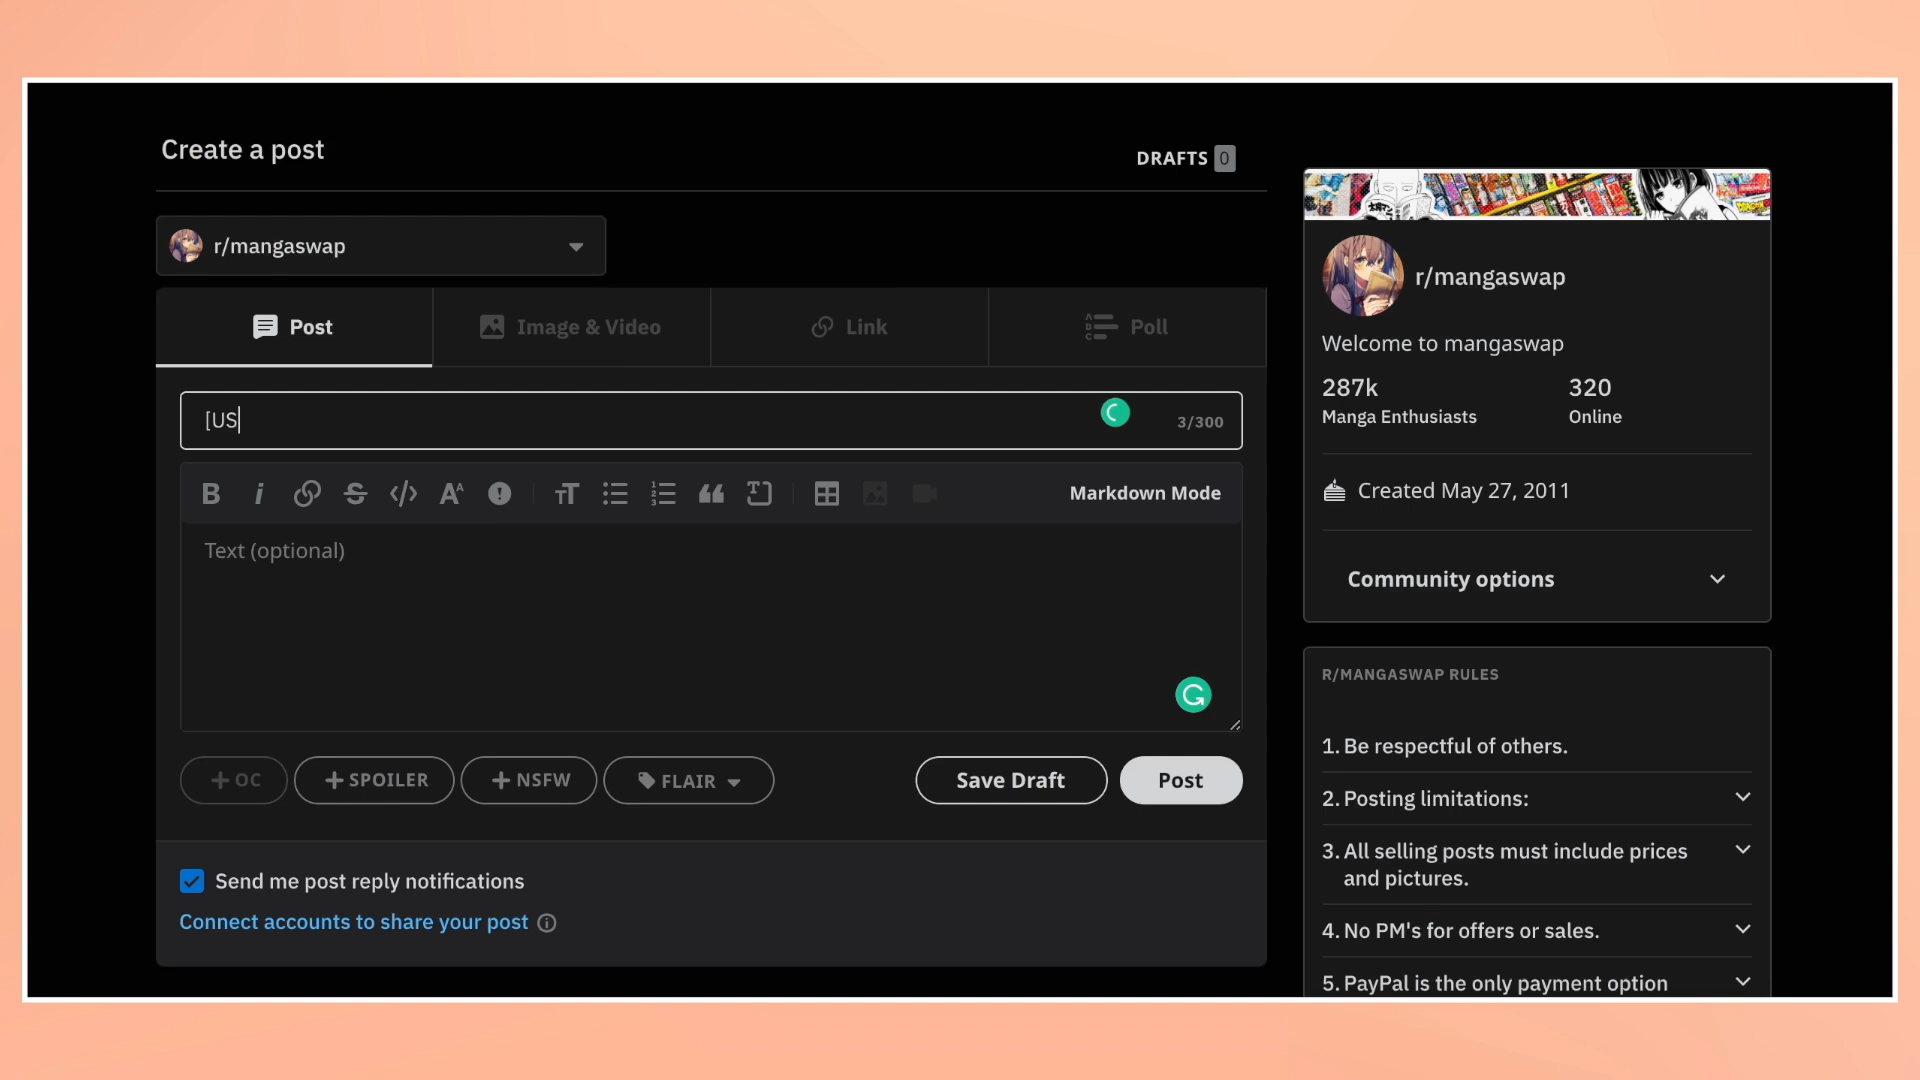 Create a post
DRAFTS 0
r/mangaswap
Post
Image & Video
Link
Poll
[US
3/300
Markdown Mode
Text (optional)
OC
SPOILER
NSFW
FLAIR
Save Draft
Post
Send me post reply notifications
Connect accounts to share your post
r/mangaswap
Welcome to mangaswap
287k
Manga Enthusiasts
320
Online
Created May 27, 2011
Community options
R/MANGASWAP RULES
1. Be respectful of others.
2. Posting limitations:
3. All selling posts must include prices
and pictures.
4. No PM's for offers or sales.
5. PayPal is the only payment option